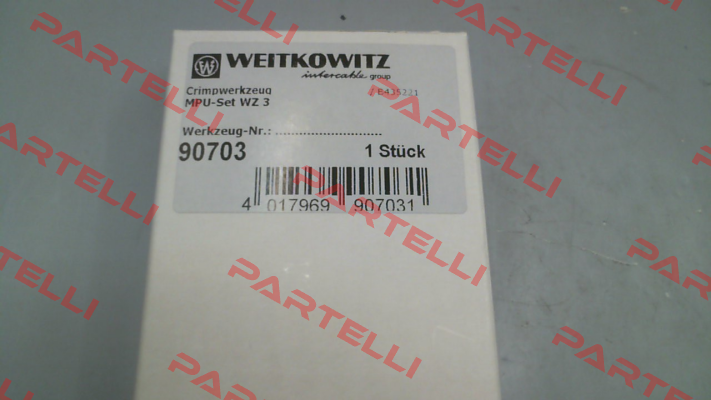 WEITKOWITZ
intercable group
Crimpwerkzeug
MPU-Set WZ 3
/ E435221
Werkzeug-Nr.: ............................
90703
1 Stück
4 017969 907031
PARTELLI
PARTELLI
PARTELLI
PARTELLI
PARTELLI
PARTELLI
PARTELLI